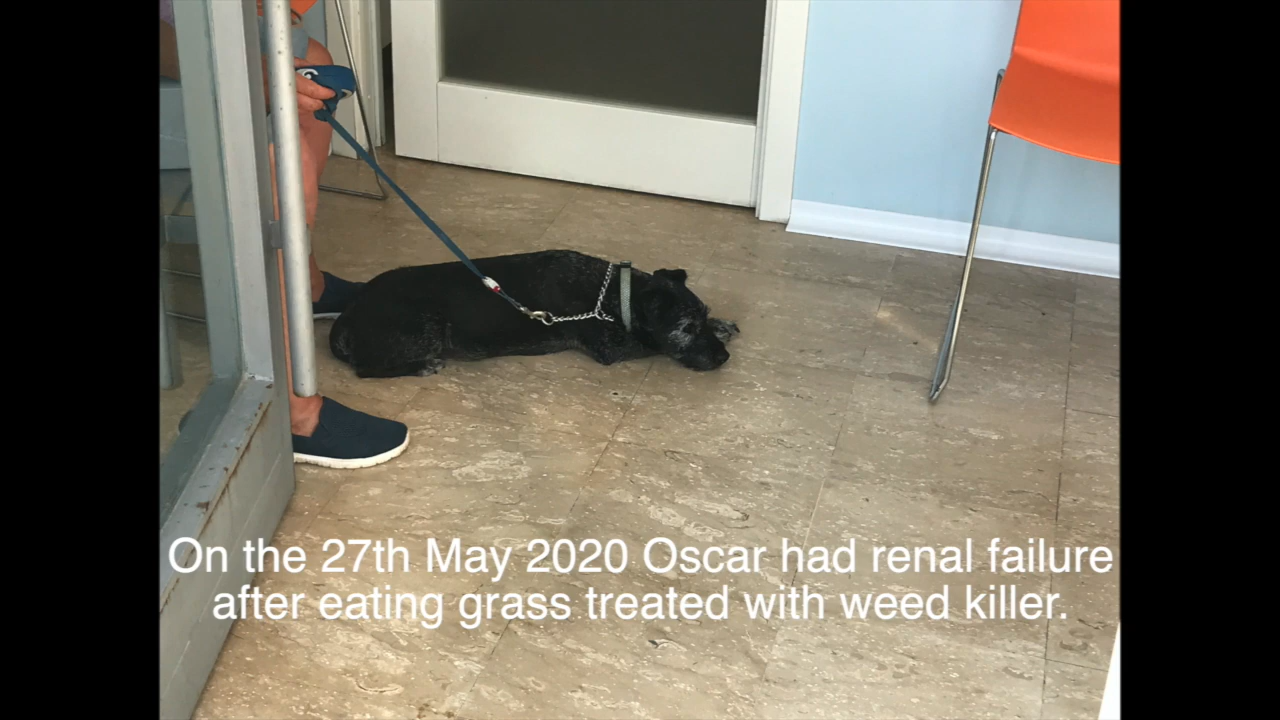 On the 27th May 2020 Oscar had renal failure
after eating grass treated with weed killer.